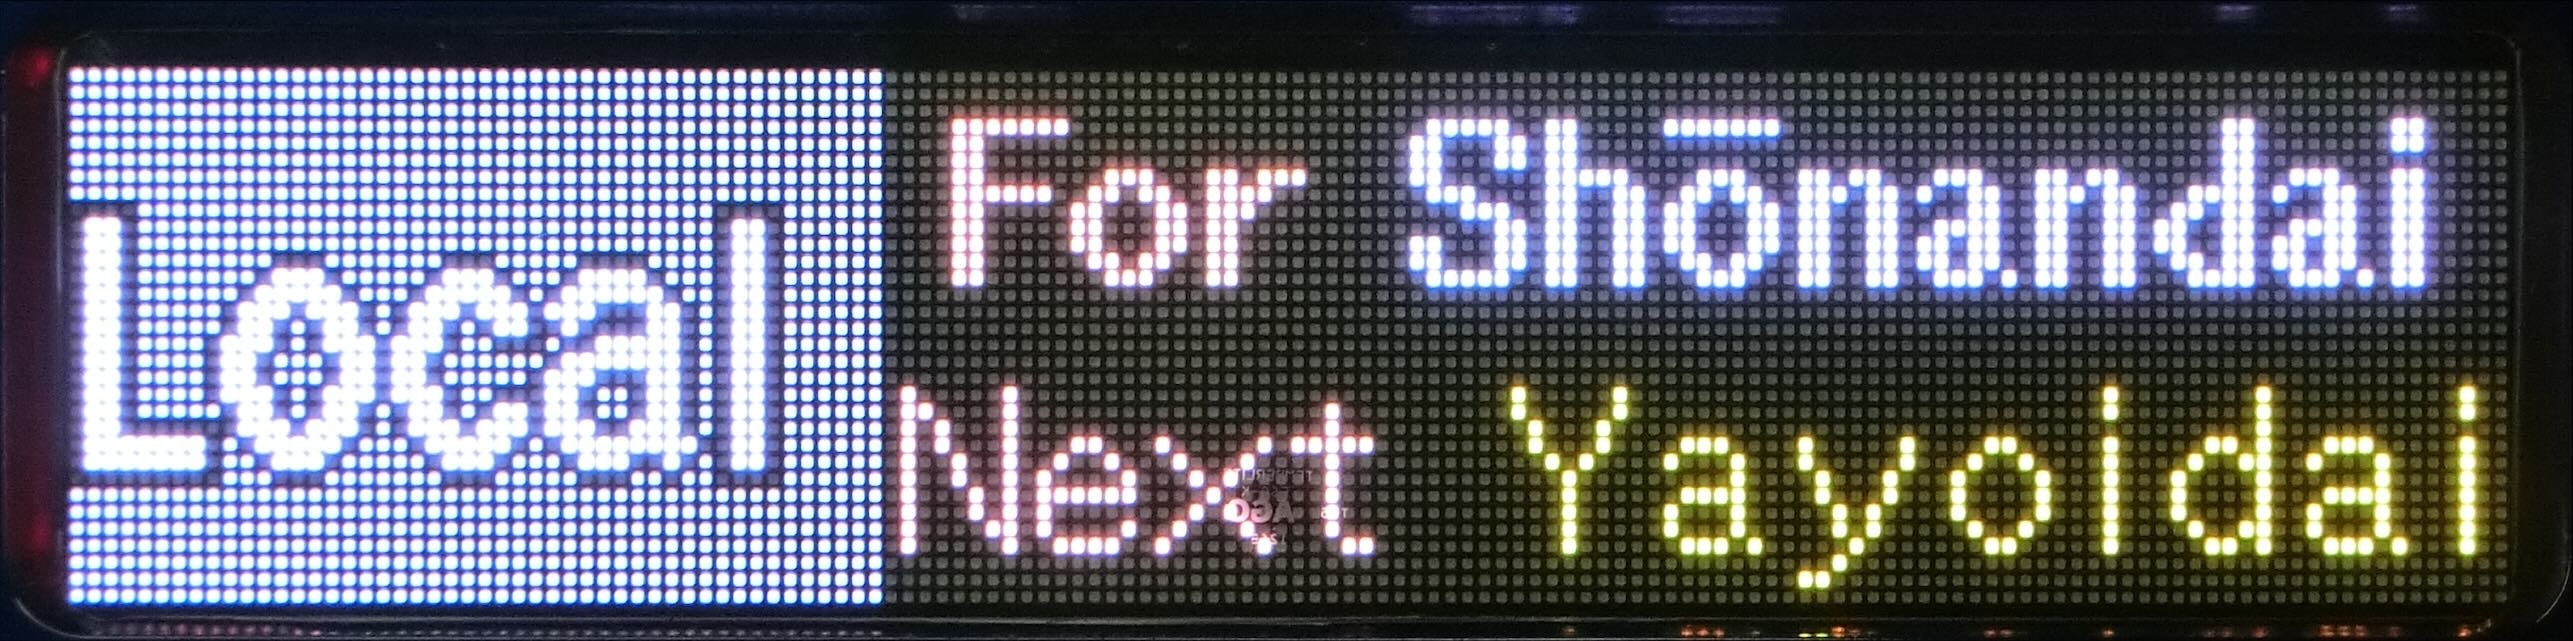 Local
For Shōnandai
Next Yayoidai